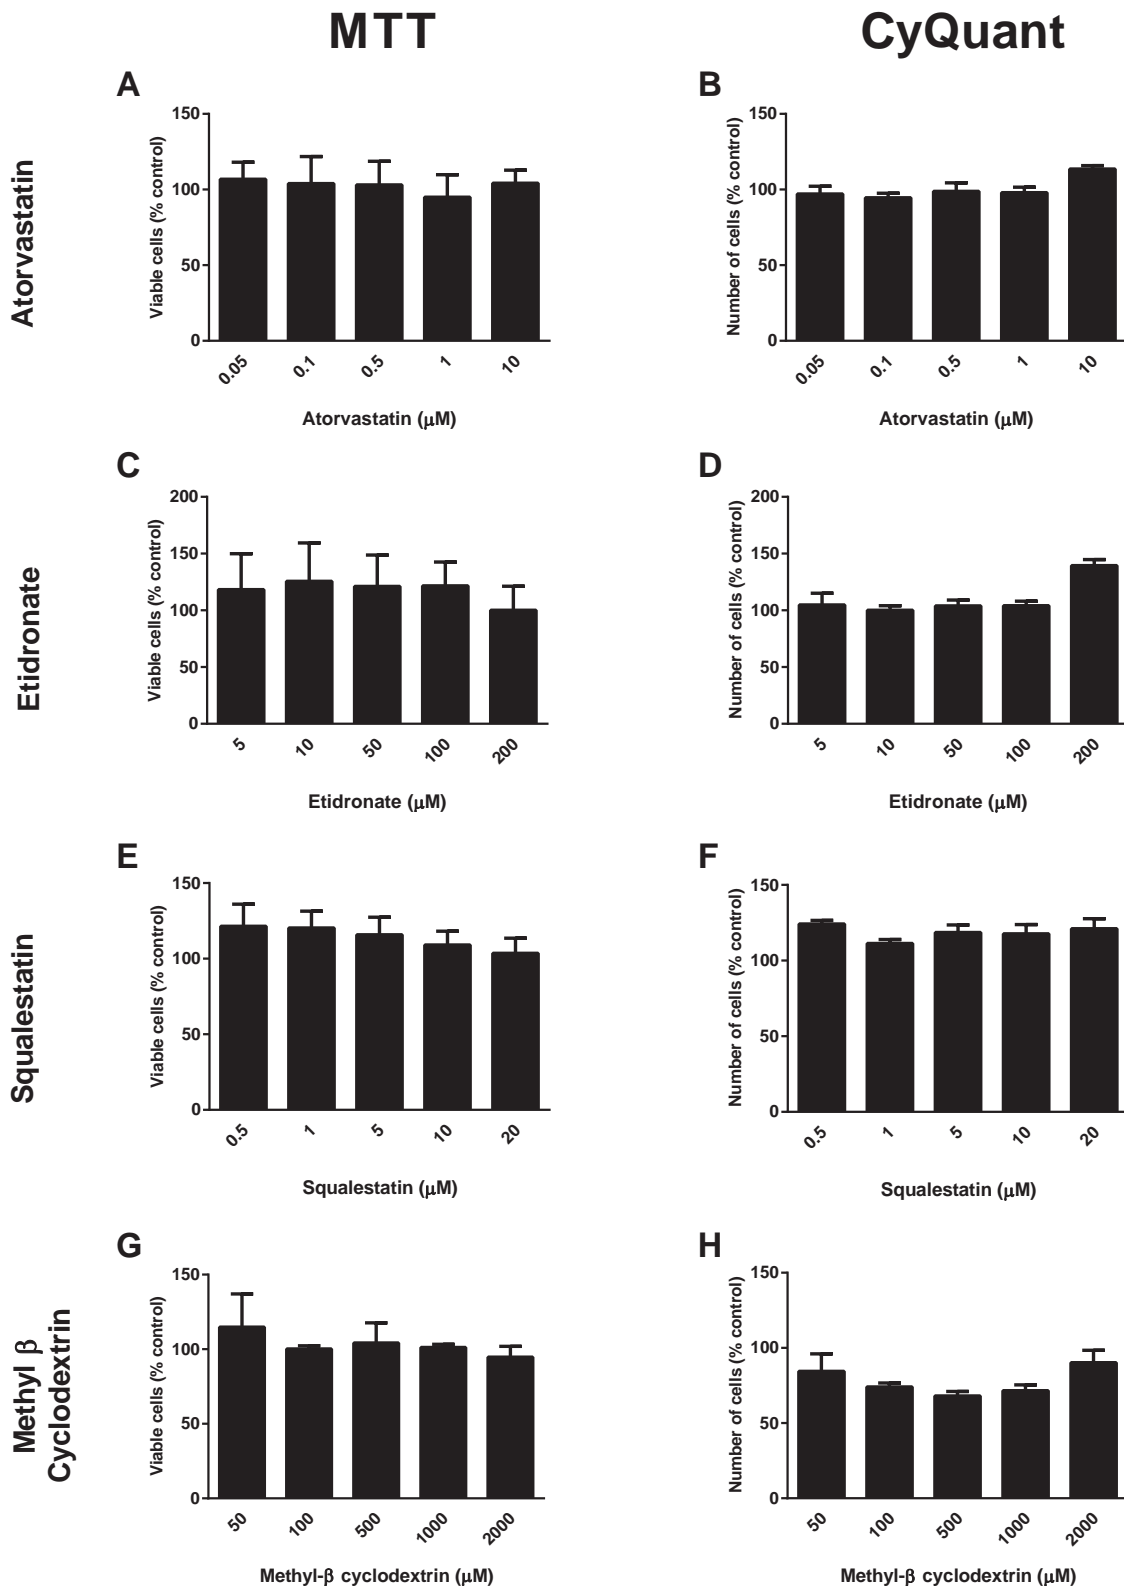 MTT
CyQuant
Atorvastatin
A
Viable cells (% control)
150
100
50
0
0.05
0.1
0.5
1
10
Atorvastatin (μM)
B
Number of cells (% control)
150
100
50
0
0.05
0.1
0.5
1
10
Atorvastatin (μM)
Etidronate
C
Viable cells (% control)
200
150
100
50
0
5
10
50
100
200
Etidronate (μM)
D
Number of cells (% control)
200
150
100
50
0
5
10
50
100
200
Etidronate (μM)
Squalestatin
E
Viable cells (% control)
150
100
50
0
0.5
1
5
10
20
Squalestatin (μM)
F
Number of cells (% control)
150
100
50
0
0.5
1
5
10
20
Squalestatin (μM)
Methyl β
Cyclodextrin
G
Viable cells (% control)
150
100
50
0
50
100
500
1000
2000
Methyl-β cyclodextrin (μM)
H
Number of cells (% control)
150
100
50
0
50
100
500
1000
2000
Methyl-β cyclodextrin (μM)